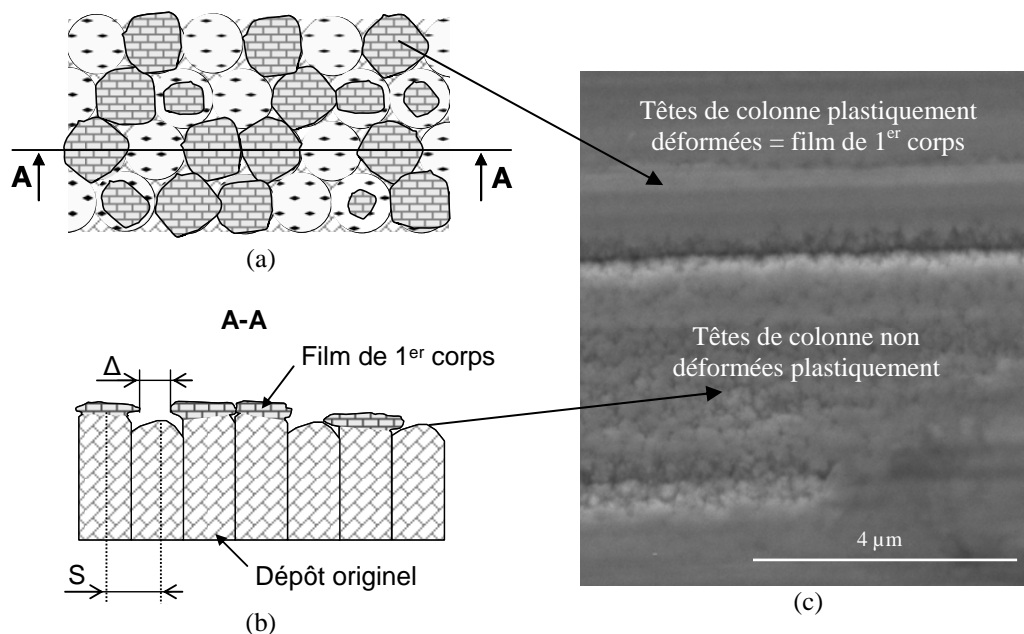 A
A
(a)
A-A
Δ
Film de 1er corps
S
Dépôt originel
(b)
Têtes de colonne plastiquement
déformées = film de 1er corps
Têtes de colonne non
déformées plastiquement
4 µm
(c)